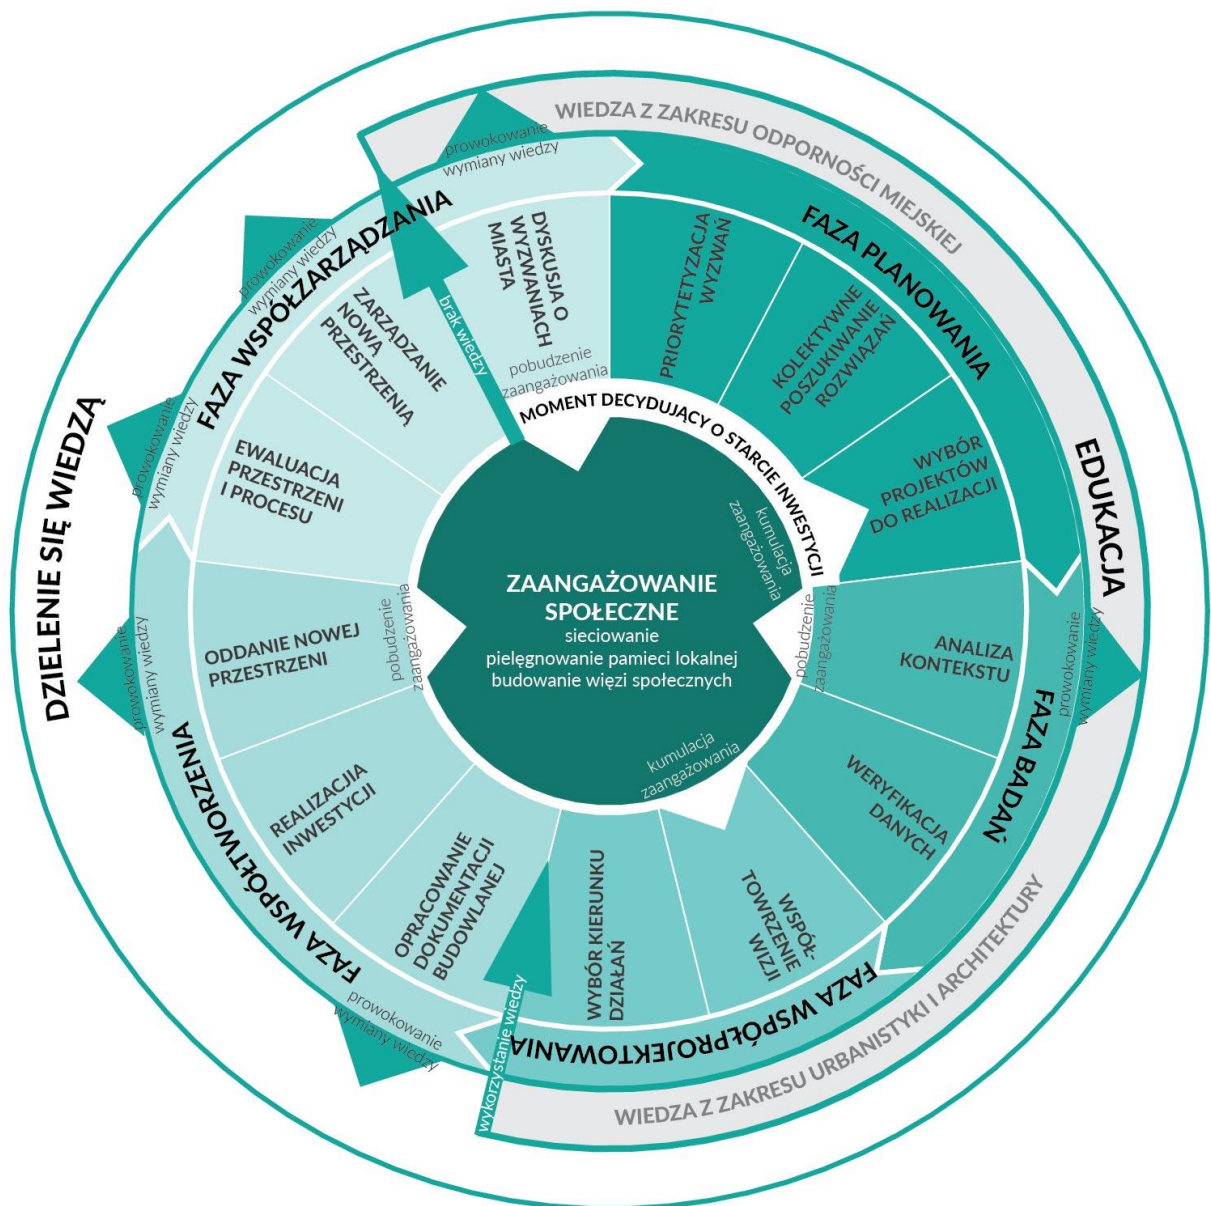 WIEDZA Z ZAKRESU ODPORNOŚCI MIEJSKIEJ
prowokowanie
wymiany wiedzy
FAZA PLANOWANIA
EDUKACJA
PRIORYTETYZACJA
WYZWAŃ
KOLEKTYWNE
POSZUKIWANIE
ROZWIĄZAŃ
WYBÓR
PROJEKTÓW
DO REALIZACJI
MOMENT DECYDUJĄCY O STARCIE INWESTYCJI
kumulacja
zaangażowania
pobudzenie
zaangażowania
ANALIZA
KONTEKSTU
prowokowanie
wymiany wiedzy
FAZA BADAŃ
WERYFIKACJA
DANYCH
WIEDZA Z ZAKRESU URBANISTYKI I ARCHITEKTURY
FAZA WSPÓŁPROJEKTOWANIA
WSPÓŁ-
TOWRZENIE
WIZJI
kumulacja
zaangażowania
WYBÓR KIERUNKU
DZIAŁAŃ
wykorzystanie wiedzy
FAZA WSPÓŁTWORZENIA
OPRACOWANIE
DOKUMENTACJI
BUDOWLANEJ
prowokowanie
wymiany wiedzy
REALIZACJIA
INWESTYCJI
ODDANIE NOWEJ
PRZESTRZENI
pobudzenie
zaangażowania
prowokowanie
wymiany wiedzy
DZIELENIE SIĘ WIEDZĄ
FAZA WSPÓŁZARZĄDZANIA
EWALUACJA
PRZESTRZENI
I PROCESU
prowokowanie
wymiany wiedzy
ZARZĄDZANIE
NOWĄ
PRZESTRZENIĄ
prowokowanie
wymiany wiedzy
brak wiedzy
DYSKUSJA O
WYZWANIACH
MIASTA
pobudzenie
zaangażowania
ZAANGAŻOWANIE
SPOŁECZNE
sieciowanie
pielęgnowanie pamieci lokalnej
budowanie więzi społecznych